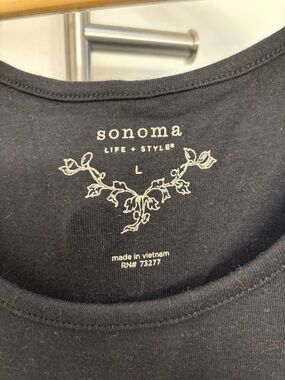 sonoma
LIFE + STYLE®
L
made in vietnam
RN# 73277